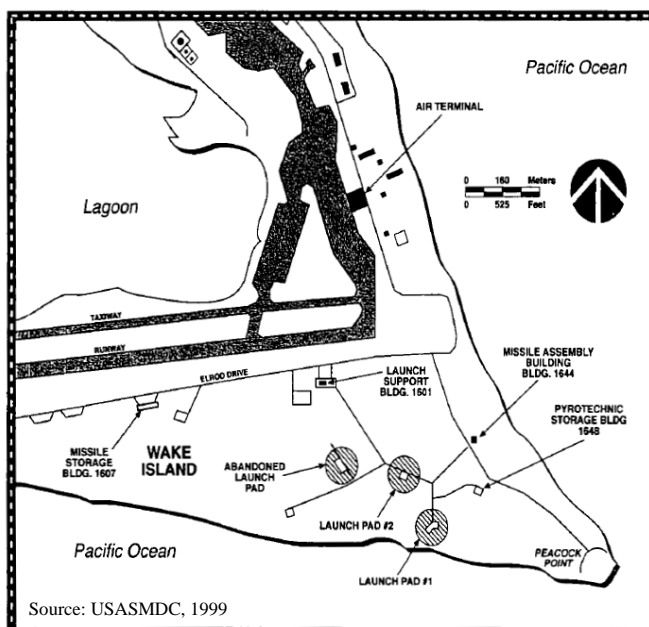 Pacific Ocean
AIR TERMINAL
0 160 Meters
0 525 Feet
Lagoon
TAXIWAY
RUNWAY
ELROD DRIVE
LAUNCH
SUPPORT
BLDG. 1601
MISSILE ASSEMBLY
BUILDING
BLDG. 1644
PYROTECHNIC
STORAGE BLDG
1648
MISSILE
STORAGE
BLDG. 1607
WAKE
ISLAND
ABANDONED
LAUNCH
PAD
LAUNCH PAD #2
Pacific Ocean
LAUNCH PAD #1
PEACOCK
POINT
Source: USASMDC, 1999